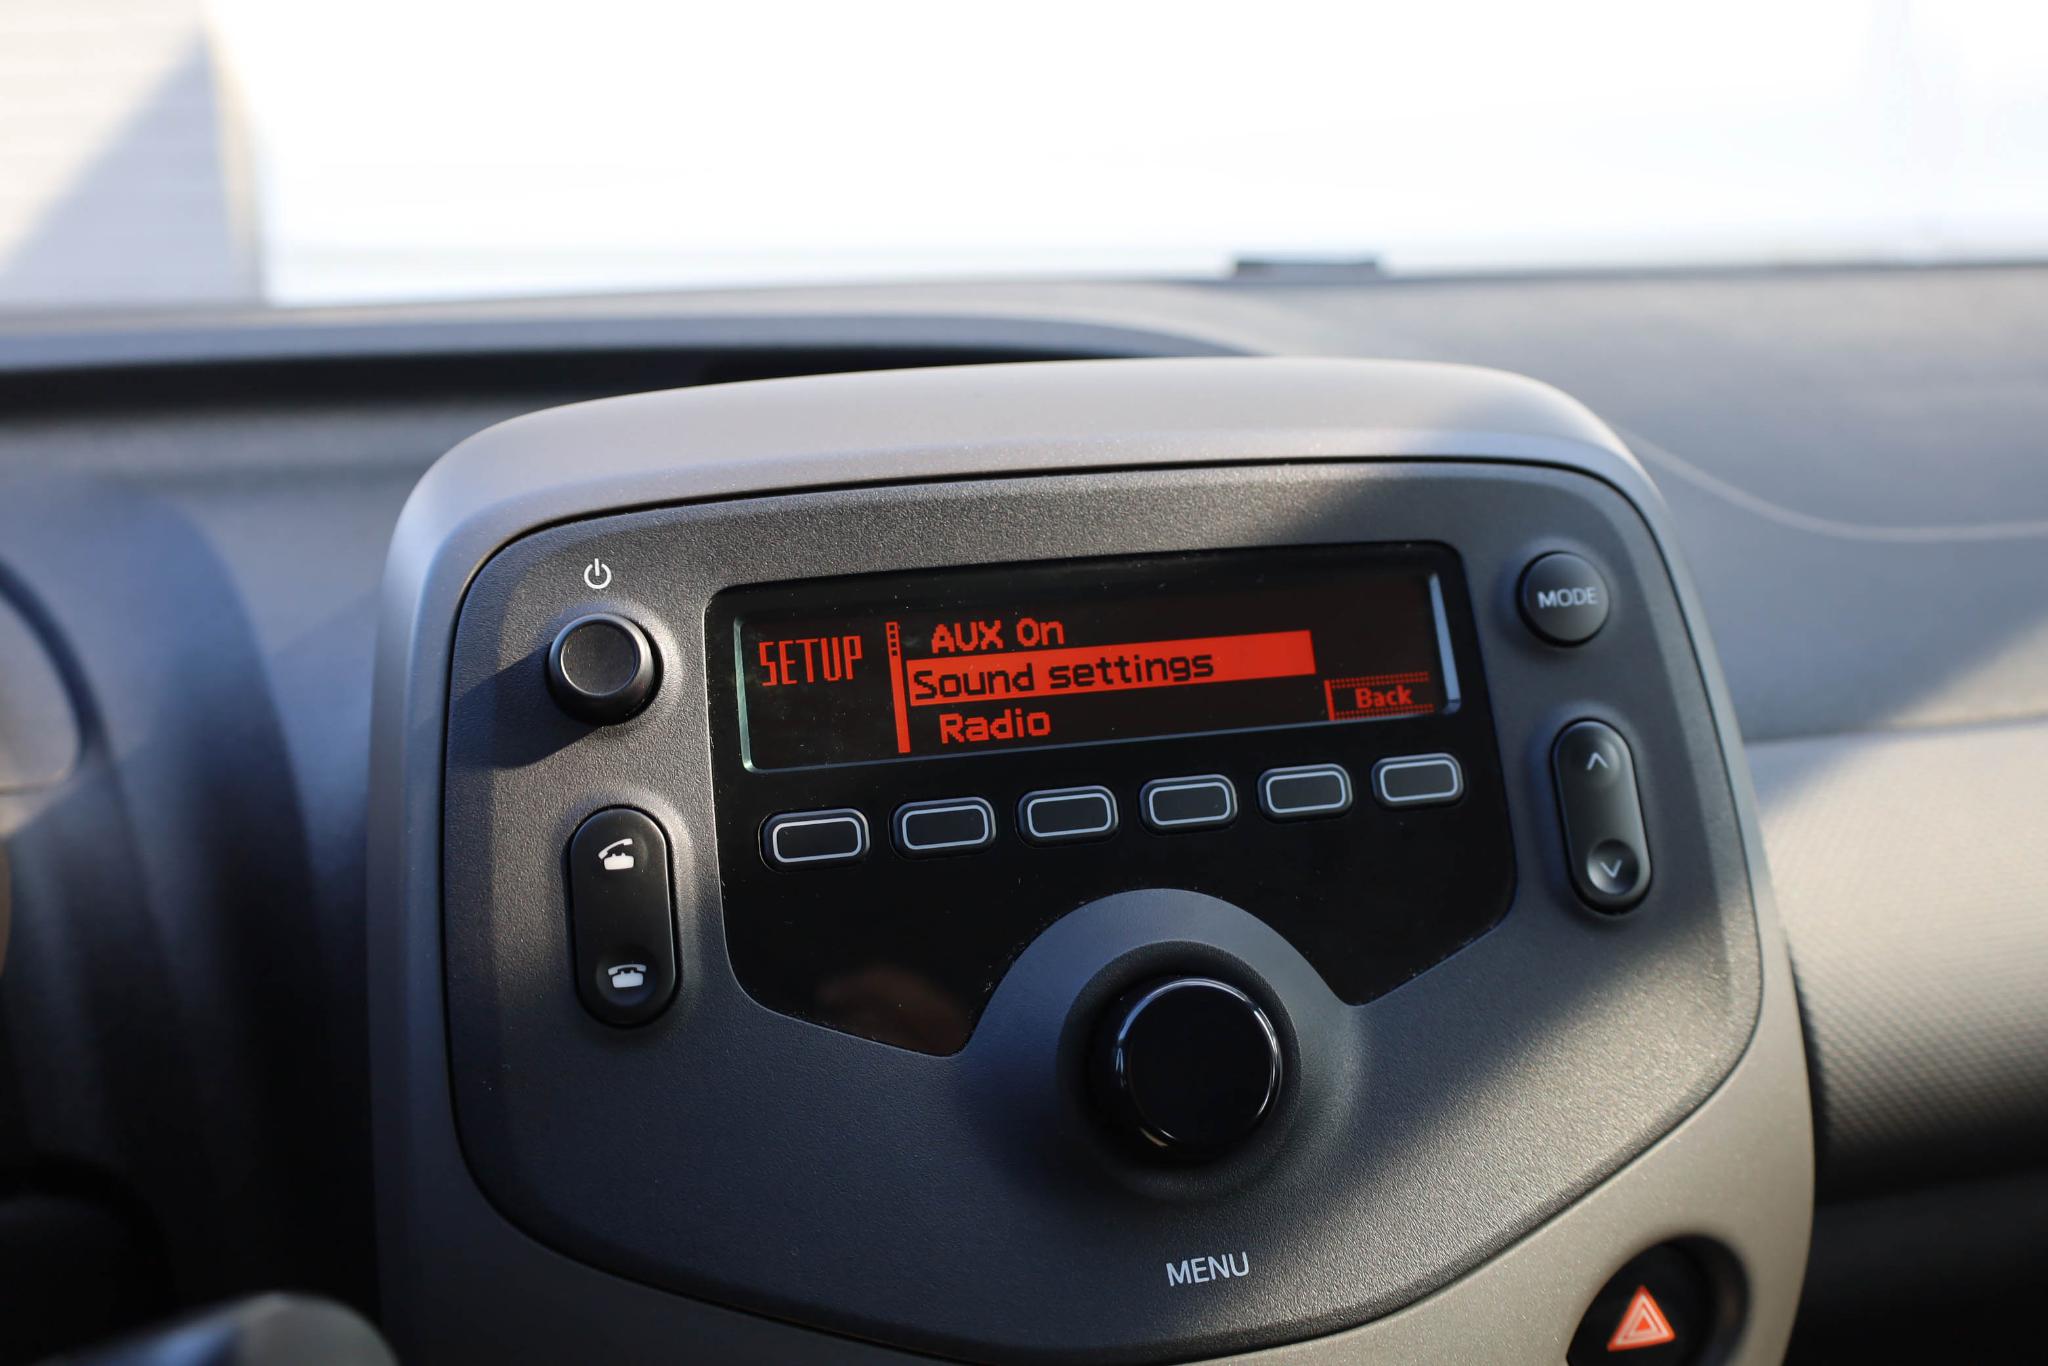 SETUP
AUX On
Sound settings
Radio
Back
MODE
MENU